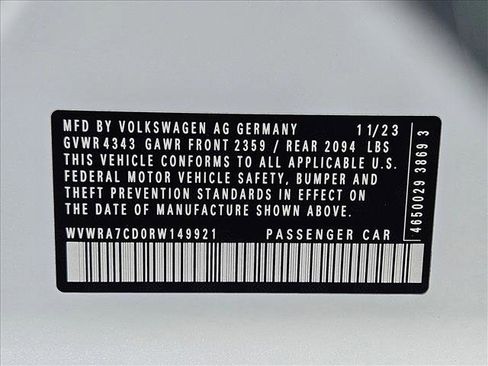 MFD BY VOLKSWAGEN AG GERMANY 11/23
GVWR 4343 GAWR FRONT 2359 / REAR 2094 LBS
THIS VEHICLE CONFORMS TO ALL APPLICABLE U.S.
FEDERAL MOTOR VEHICLE SAFETY, BUMPER AND
THEFT PREVENTION STANDARDS IN EFFECT ON
THE DATE OF MANUFACTURE SHOWN ABOVE.
WVWRA7CD0RW149921 PASSENGER CAR
4650029 3869 3